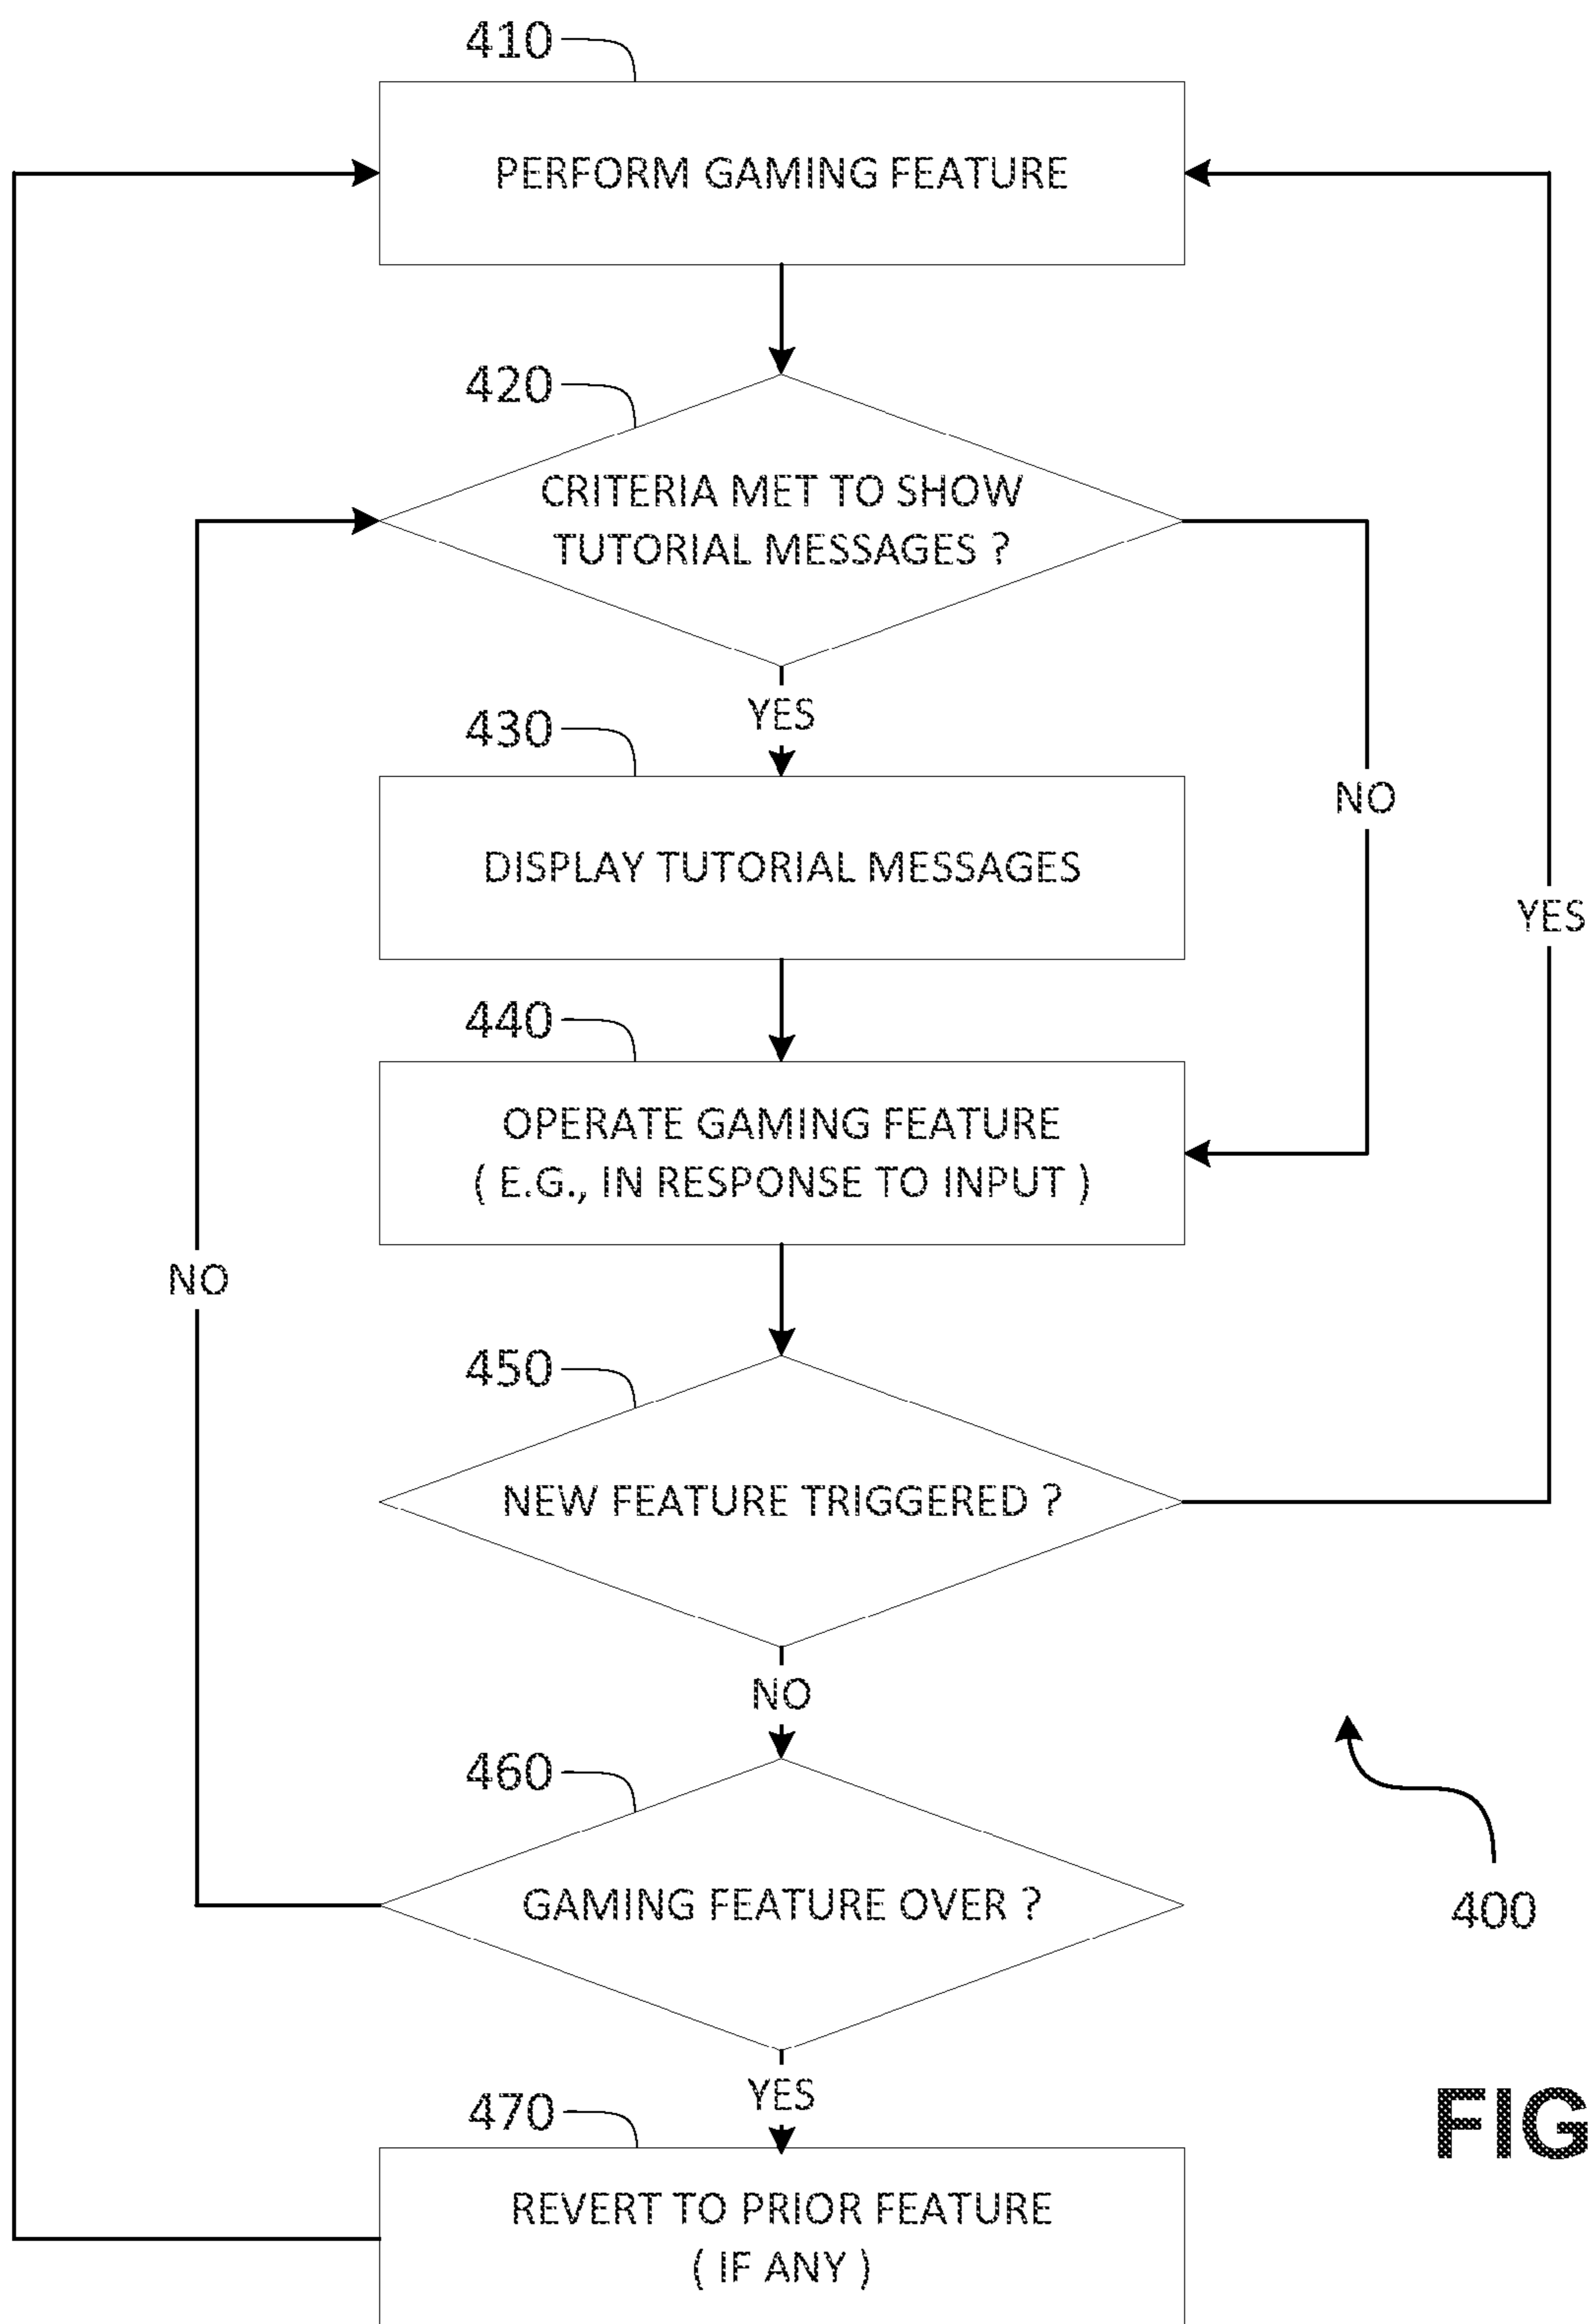 410
PERFORM GAMING FEATURE
420
CRITERIA MET TO SHOW
TUTORIAL MESSAGES ?
YES
430
NO
DISPLAY TUTORIAL MESSAGES
YES
440
OPERATE GAMING FEATURE
( E.G., IN RESPONSE TO INPUT )
NO
450
NEW FEATURE TRIGGERED ?
NO
460
GAMING FEATURE OVER ?
400
YES
470
FIG
REVERT TO PRIOR FEATURE
( IF ANY )